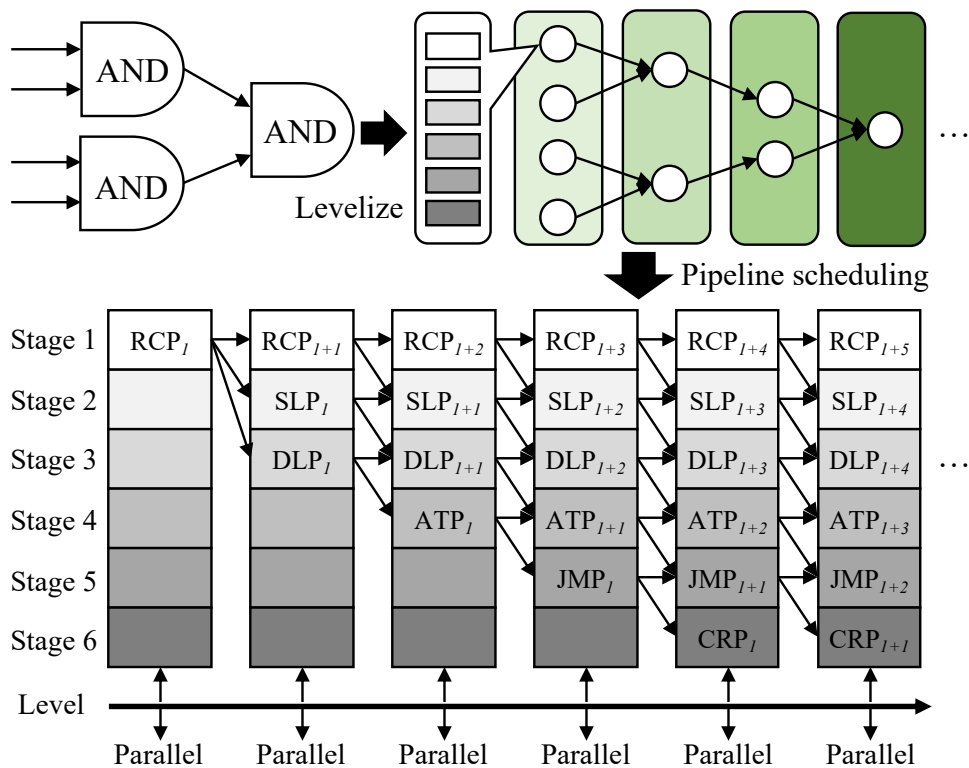 AND
AND
AND
Levelize
...
Pipeline scheduling
Stage 1 RCP1 RCP1+1 RCP1+2 RCP1+3 RCP1+4 RCP1+5
Stage 2 SLP1 SLP1+1 SLP1+2 SLP1+3 SLP1+4
Stage 3 DLP1 DLP1+1 DLP1+2 DLP1+3 DLP1+4 ...
Stage 4 ATP1 ATP1+1 ATP1+2 ATP1+3
Stage 5 JMP1 JMP1+1 JMP1+2
Stage 6 CRP1 CRP1+1
Level
Parallel Parallel Parallel Parallel Parallel Parallel